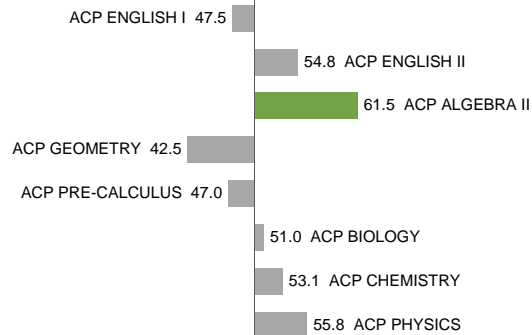 ACP ENGLISH I 47.5
54.8 ACP ENGLISH II
61.5 ACP ALGEBRA II
ACP GEOMETRY 42.5
ACP PRE-CALCULUS 47.0
51.0 ACP BIOLOGY
53.1 ACP CHEMISTRY
55.8 ACP PHYSICS